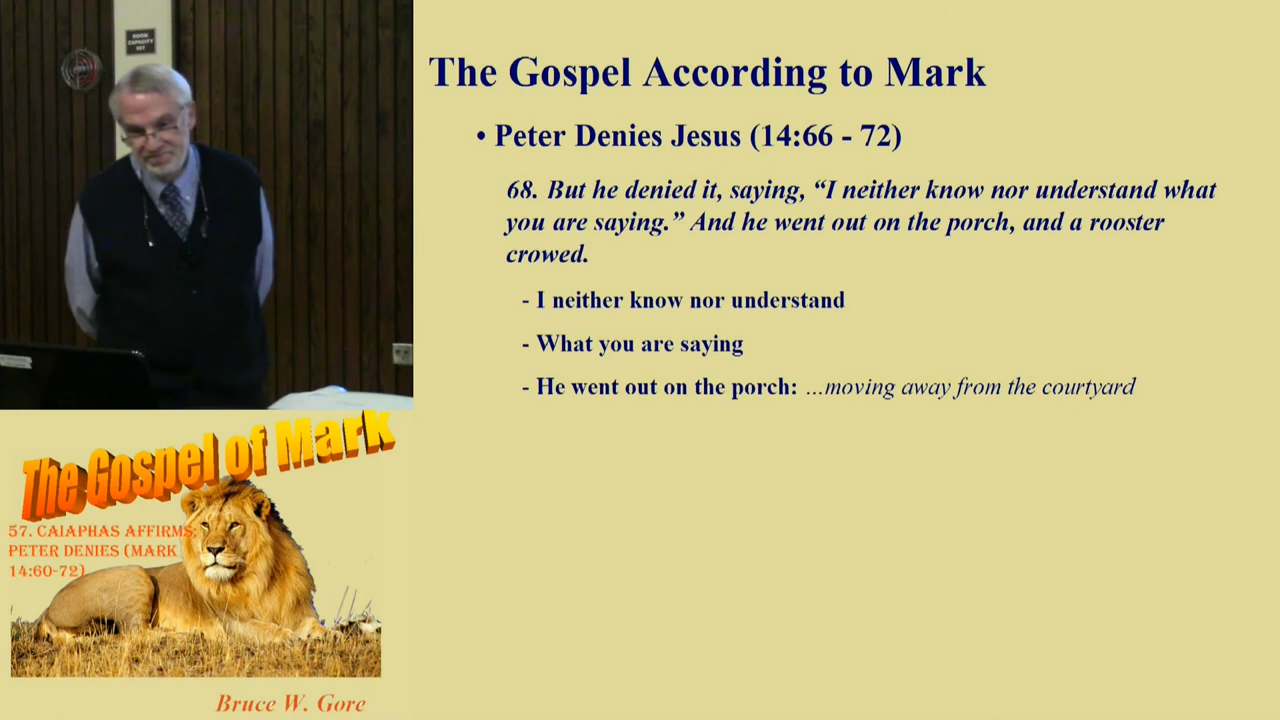 ROOM
CAPACITY
The Gospel According to Mark
• Peter Denies Jesus (14:66 - 72)
68. But he denied it, saying, “I neither know nor understand what
you are saying.” And he went out on the porch, and a rooster
crowed.
- I neither know nor understand
- What you are saying
- He went out on the porch: ...moving away from the courtyard
The Gospel of Mark
57. CAIAPHAS AFFIRMS;
PETER DENIES (MARK
14:60-72)
Bruce W. Gore